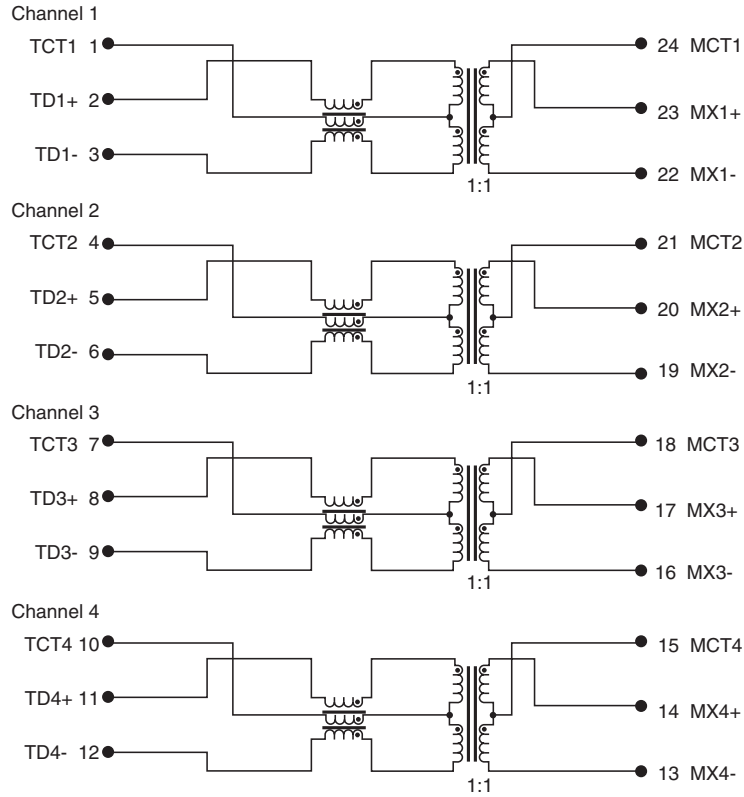 Channel 1
TCT1 1
24 MCT1
TD1+ 2
23 MX1+
TD1- 3
22 MX1-
1:1
Channel 2
TCT2 4
21 MCT2
TD2+ 5
20 MX2+
TD2- 6
19 MX2-
1:1
Channel 3
TCT3 7
18 MCT3
TD3+ 8
17 MX3+
TD3- 9
16 MX3-
1:1
Channel 4
TCT4 10
15 MCT4
TD4+ 11
14 MX4+
TD4- 12
13 MX4-
1:1